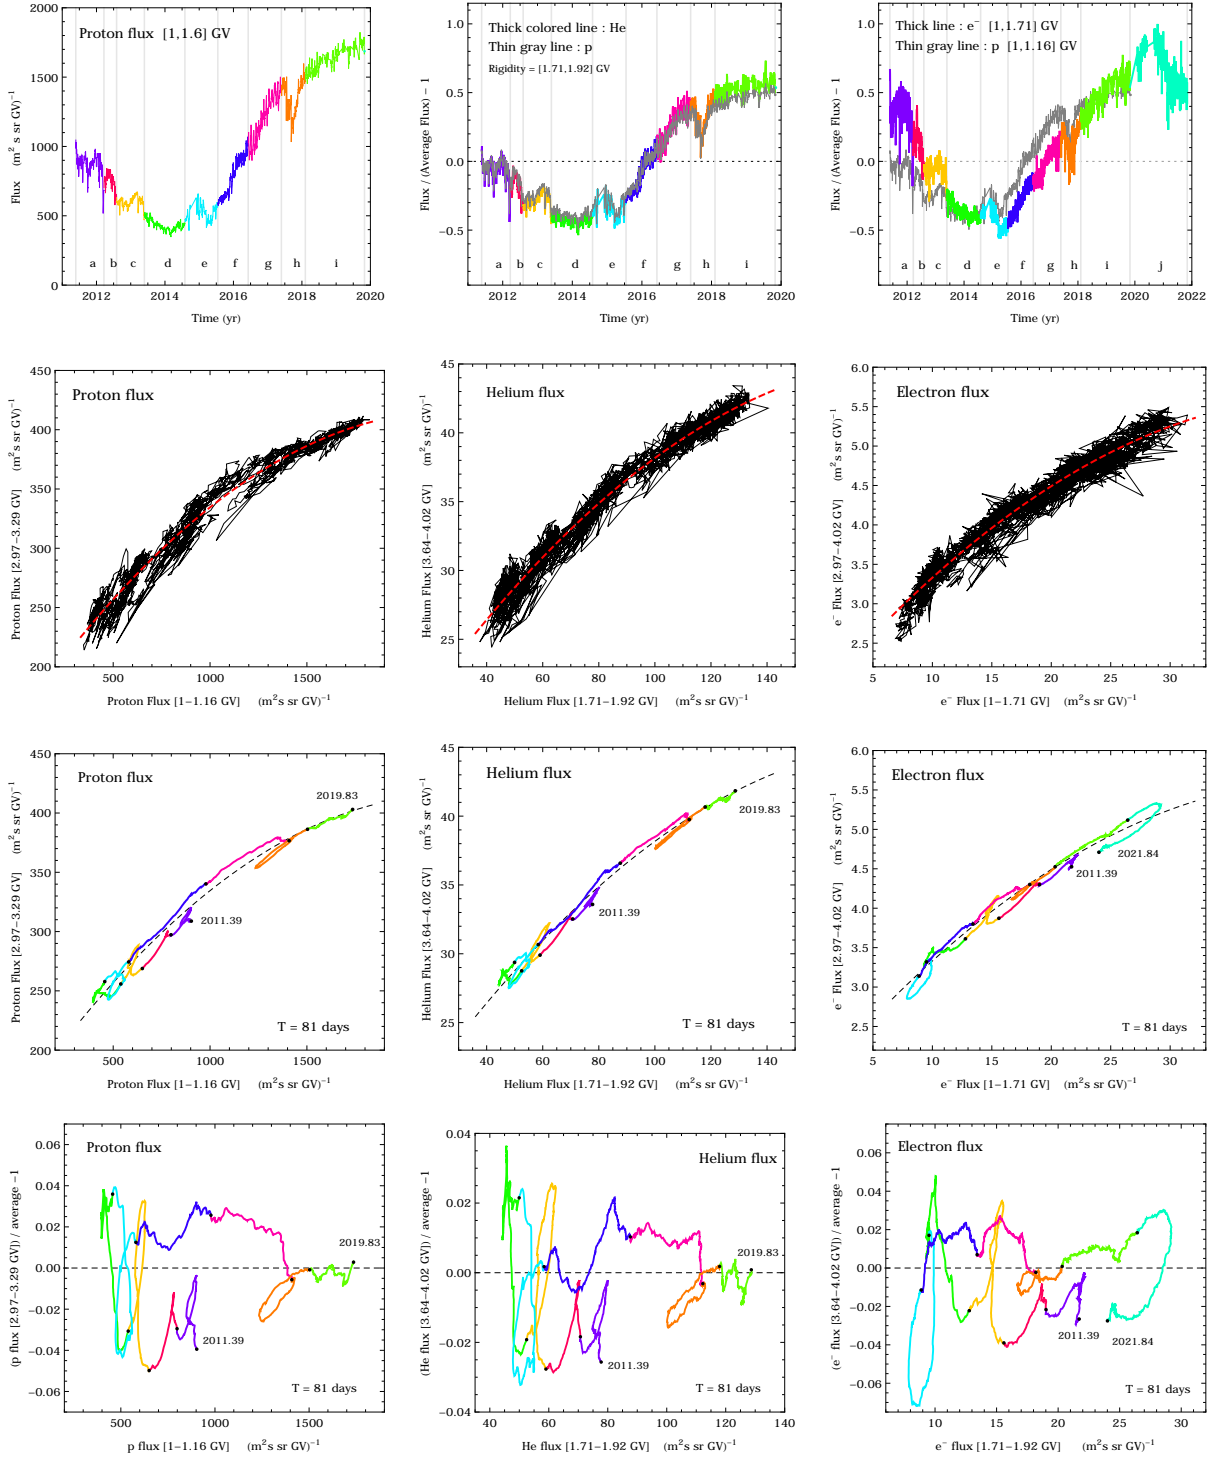 Proton flux [1,1.6] GV
Flux (m² s sr GV)⁻¹
2000
1500
1000
500
0
a b c d e f g h i
2012 2014 2016 2018 2020
Time (yr)
Thick colored line : He
Thin gray line : p
Rigidity = [1.71,1.92] GV
Flux / (Average Flux) − 1
1.0
0.5
0.0
−0.5
a b c d e f g h i
2012 2014 2016 2018 2020
Time (yr)
Thick line : e⁻ [1,1.71] GV
Thin gray line : p [1,1.16] GV
Flux / (Average Flux) − 1
1.0
0.5
0.0
−0.5
a b c d e f g h i j
2012 2014 2016 2018 2020 2022
Time (yr)
Proton flux
Proton Flux [2.97−3.29 GV] (m²s sr GV)⁻¹
450
400
350
300
250
200
500 1000 1500
Proton Flux [1−1.16 GV] (m²s sr GV)⁻¹
Helium flux
Helium Flux [3.64−4.02 GV] (m²s sr GV)⁻¹
45
40
35
30
25
40 60 80 100 120 140
Helium Flux [1.71−1.92 GV] (m²s sr GV)⁻¹
Electron flux
e⁻ Flux [2.97−4.02 GV] (m²s sr GV)⁻¹
6.0
5.5
5.0
4.5
4.0
3.5
3.0
2.5
5 10 15 20 25 30
e⁻ Flux [1−1.71 GV] (m²s sr GV)⁻¹
Proton flux
Proton Flux [2.97−3.29 GV] (m²s sr GV)⁻¹
450
400
350
300
250
200
2019.83
2011.39
T = 81 days
500 1000 1500
Proton Flux [1−1.16 GV] (m²s sr GV)⁻¹
Helium flux
Helium Flux [3.64−4.02 GV] (m²s sr GV)⁻¹
45
40
35
30
25
2019.83
2011.39
T = 81 days
40 60 80 100 120 140
Helium Flux [1.71−1.92 GV] (m²s sr GV)⁻¹
Electron flux
e⁻ Flux [2.97−4.02 GV] (m²s sr GV)⁻¹
6.0
5.5
5.0
4.5
4.0
3.5
3.0
2.5
2021.84
2011.39
T = 81 days
5 10 15 20 25 30
e⁻ Flux [1−1.71 GV] (m²s sr GV)⁻¹
Proton flux
(p flux [2.97−3.29 GV]) / average −1
0.06
0.04
0.02
0.00
−0.02
−0.04
−0.06
2019.83
2011.39
T = 81 days
500 1000 1500
p flux [1−1.16 GV] (m²s sr GV)⁻¹
Helium flux
(He flux [3.64−4.02 GV]) / average −1
0.04
0.02
0.00
−0.02
−0.04
2019.83
2011.39
T = 81 days
40 60 80 100 120 140
He flux [1.71−1.92 GV] (m²s sr GV)⁻¹
Electron flux
(e⁻ flux [3.64−4.02 GV]) / average −1
0.06
0.04
0.02
0.00
−0.02
−0.04
−0.06
2011.39
2021.84
T = 81 days
10 15 20 25 30
e⁻ flux [1.71−1.92 GV] (m²s sr GV)⁻¹